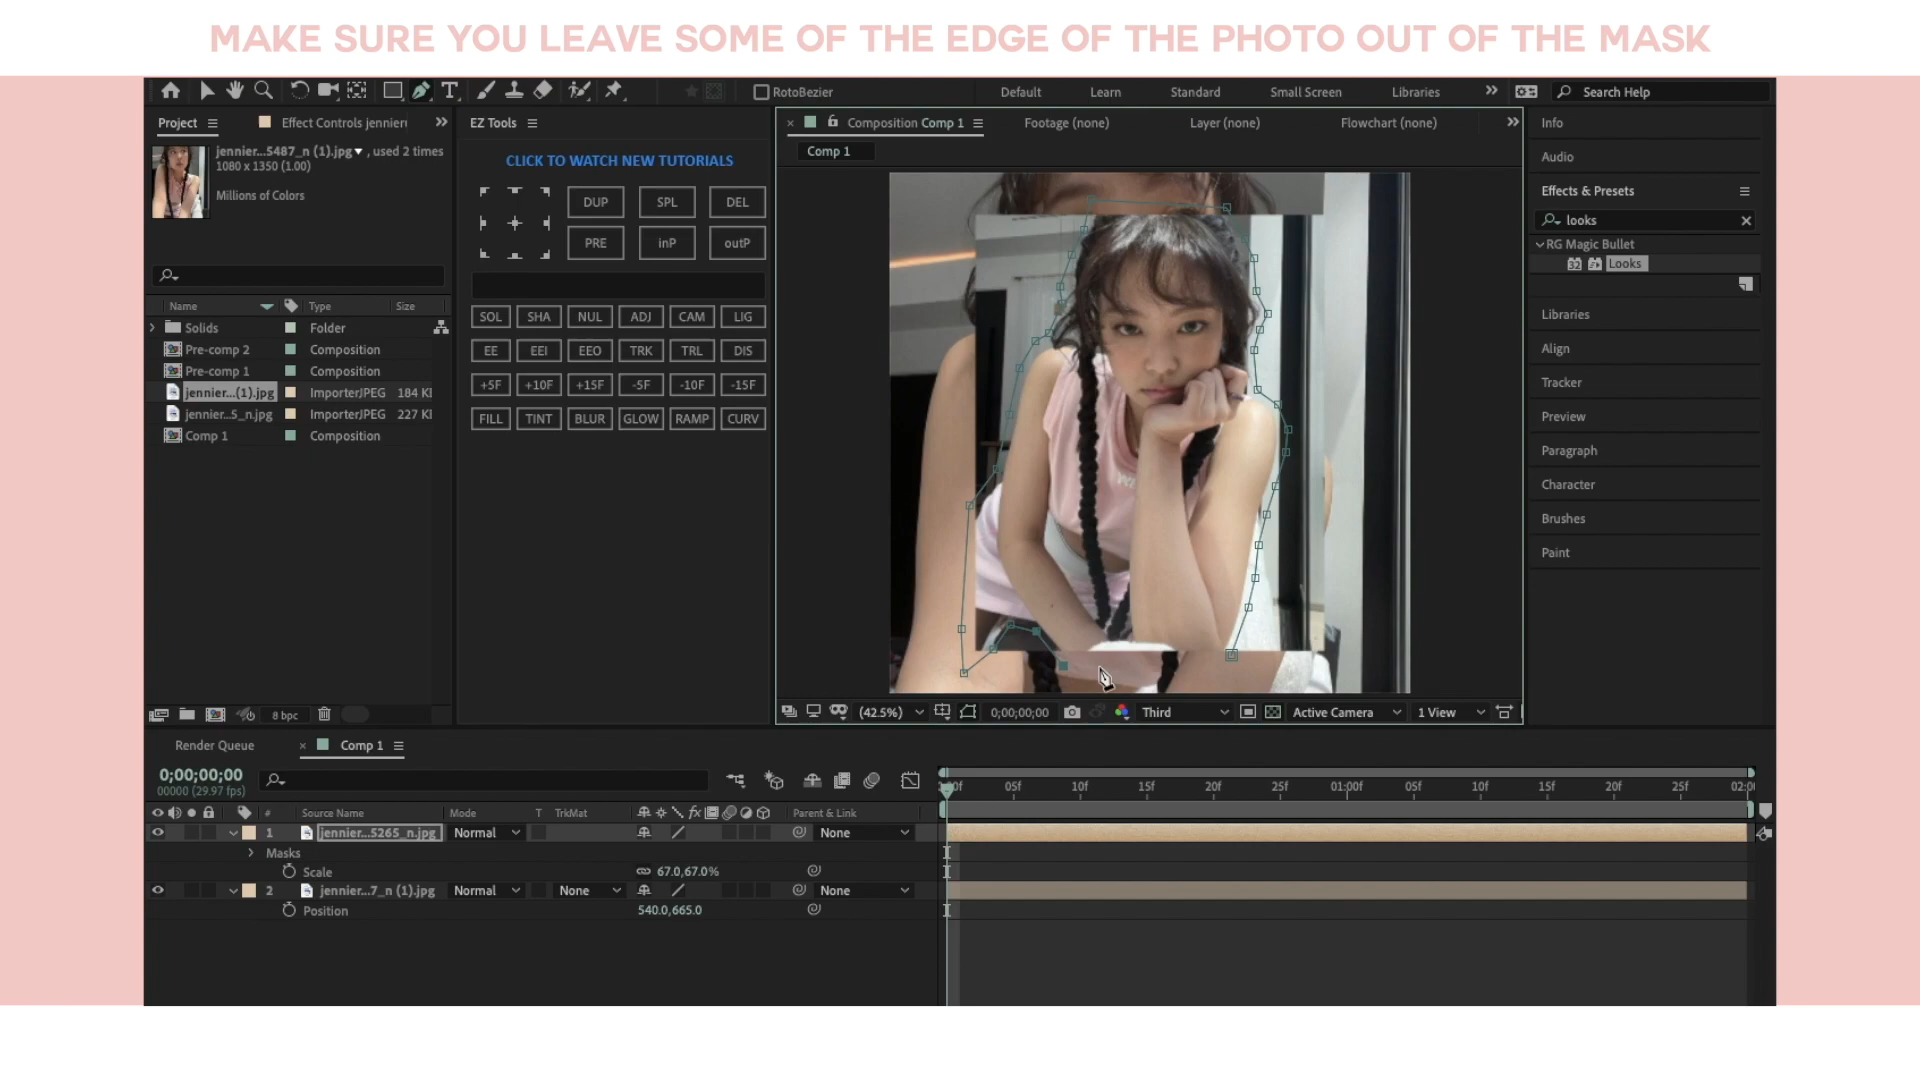 MAKE SURE YOU LEAVE SOME OF THE EDGE OF THE PHOTO OUT OF THE MASK
RotoBezier
Default Learn Standard Small Screen Libraries Search Help
Project Effect Controls jennier
jennier...5487_n (1).jpg , used 2 times
1080 x 1350 (1.00)
Millions of Colors
Name Type Size
Solids Folder
Pre-comp 2 Composition
Pre-comp 1 Composition
jennier...(1).jpg ImporterJPEG 184 KI
jennier...5_n.jpg ImporterJPEG 227 KI
Comp 1 Composition
8 bpc
EZ Tools
CLICK TO WATCH NEW TUTORIALS
DUP SPL DEL
PRE inP outP
SOL SHA NUL ADJ CAM LIG
EE EEI EEO TRK TRL DIS
+5F +10F +15F -5F -10F -15F
FILL TINT BLUR GLOW RAMP CURV
Composition Comp 1 Footage (none) Layer (none) Flowchart (none)
Comp 1
(42.5%) 0;00;00;00 Third Active Camera 1 View
Info
Audio
Effects & Presets
looks
RG Magic Bullet
32 Looks
Libraries
Align
Tracker
Preview
Paragraph
Character
Brushes
Paint
Render Queue Comp 1
0;00;00;00
00000 (29.97 fps)
05f 10f 15f 20f 25f 01:00f 05f 10f 15f 20f 25f 02:0
# Source Name Mode T TrkMat fx Parent & Link
1 jennier...5265_n.jpg Normal None
Masks
Scale 67.0,67.0%
2 jennier...7_n (1).jpg Normal None None
Position 540.0,665.0